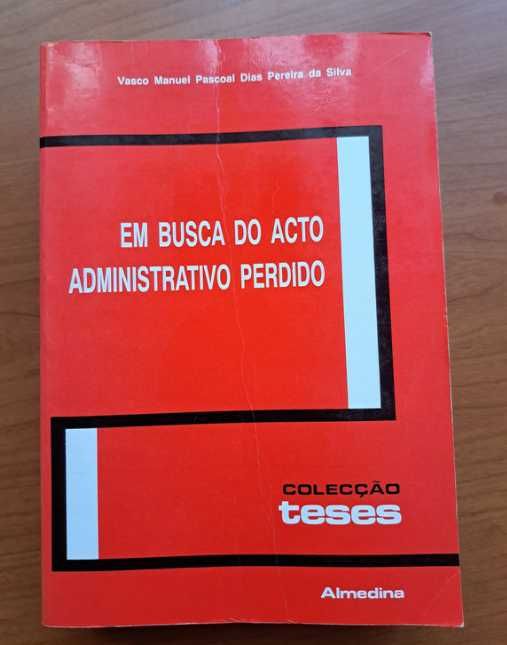 Vasco Manuel Pascoal Dias Pereira da Silva
EM BUSCA DO ACTO
ADMINISTRATIVO PERDIDO
COLECÇÃO
teses
Almedina